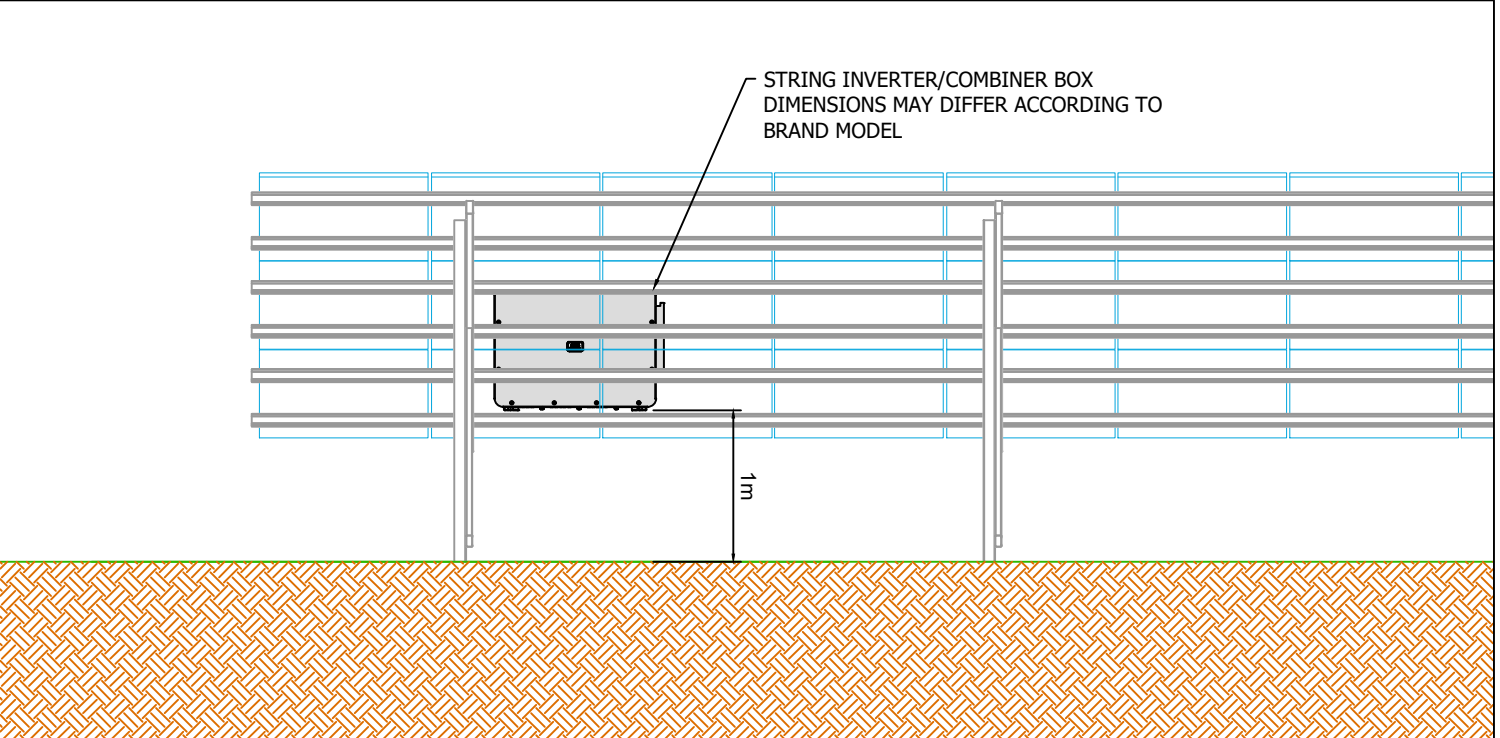 STRING INVERTER/COMBINER BOX
DIMENSIONS MAY DIFFER ACCORDING TO
BRAND MODEL
1m